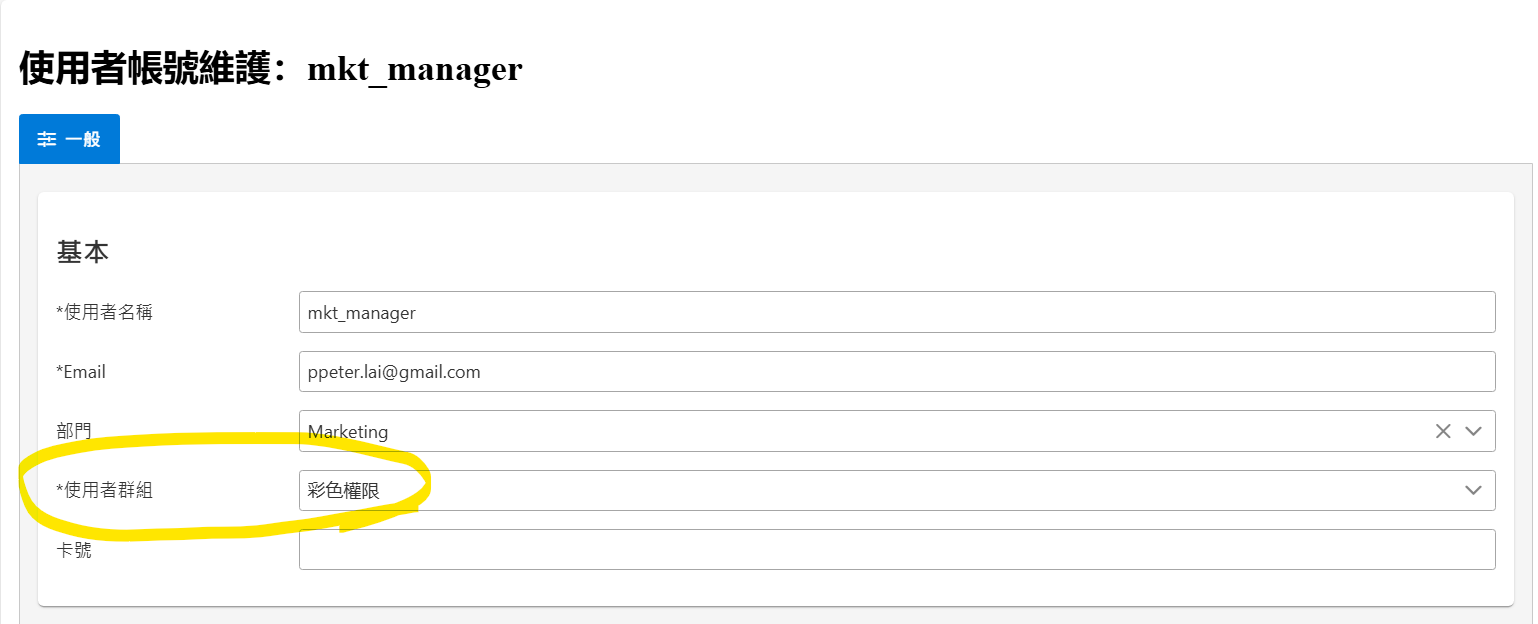 使用者帳號維護：mkt_manager
一般
基本
*使用者名稱 mkt_manager
*Email ppeter.lai@gmail.com
部門 Marketing
*使用者群組 彩色權限
卡號